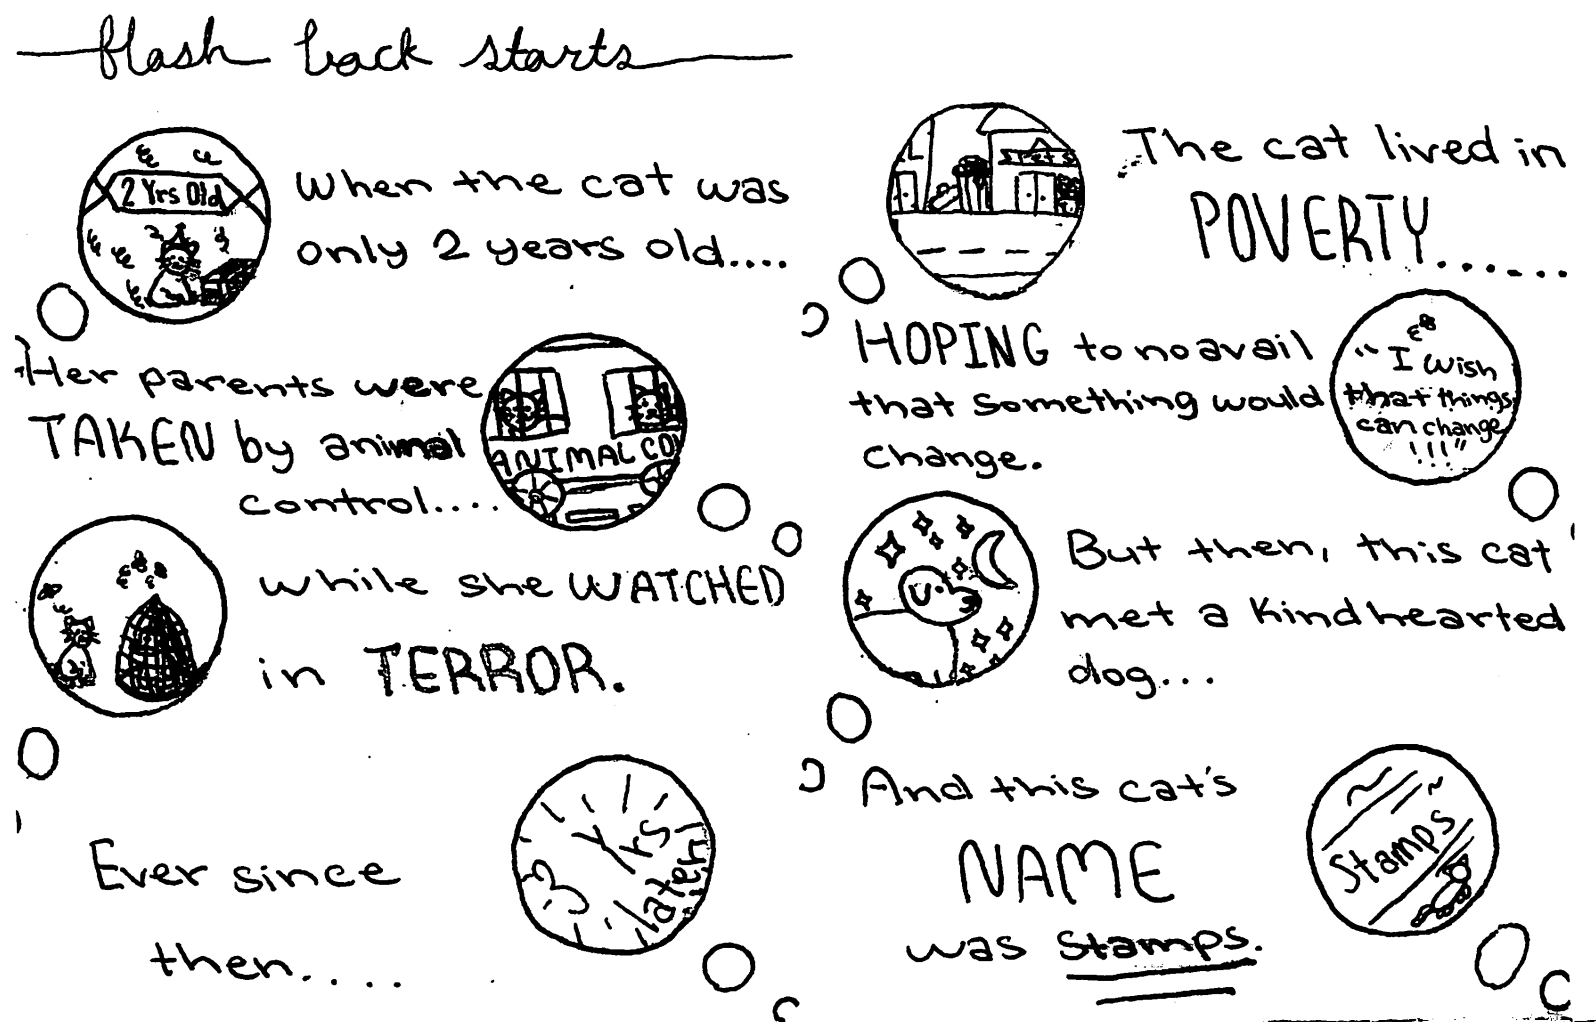 flash back starts
2 Yrs Old
When the cat was
only 2 years old....
Her parents were
TAKEN by animal
control....
ANIMAL CO
while she WATCHED
in TERROR.
Ever since
then....
3 yrs
later!
The cat lived in
POVERTY......
HOPING to no avail
that something would
change.
"I wish
that things
can change
!!!"
But then, this cat
met a kindhearted
dog...
And this cat's
NAME
was Stamps.
Stamps